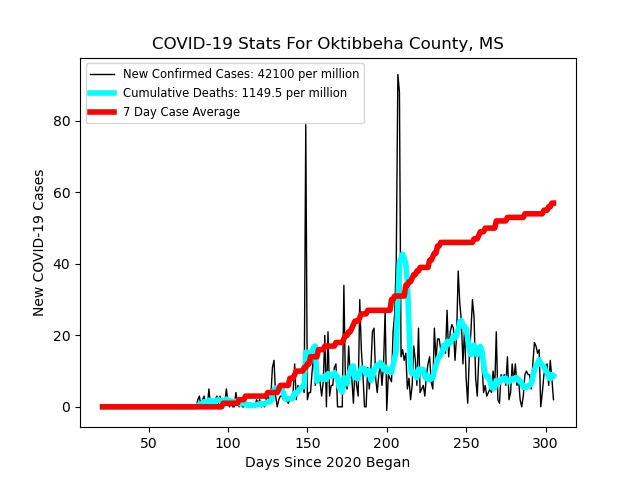 COVID-19 Stats For Oktibbeha County, MS
New Confirmed Cases: 42100 per million
Cumulative Deaths: 1149.5 per million
7 Day Case Average
New COVID-19 Cases
80
60
40
20
0
50 100 150 200 250 300
Days Since 2020 Began